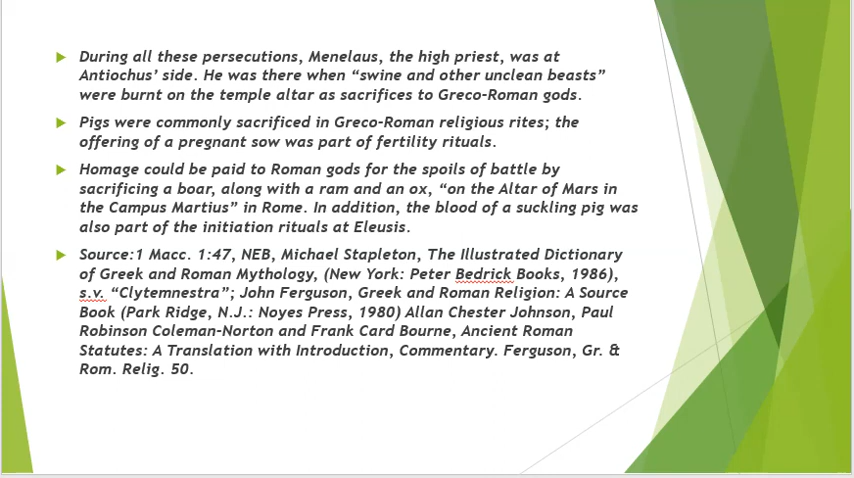 During all these persecutions, Menelaus, the high priest, was at
Antiochus’ side. He was there when “swine and other unclean beasts”
were burnt on the temple altar as sacrifices to Greco-Roman gods.
Pigs were commonly sacrificed in Greco-Roman religious rites; the
offering of a pregnant sow was part of fertility rituals.
Homage could be paid to Roman gods for the spoils of battle by
sacrificing a boar, along with a ram and an ox, “on the Altar of Mars in
the Campus Martius” in Rome. In addition, the blood of a suckling pig was
also part of the initiation rituals at Eleusis.
Source:1 Macc. 1:47, NEB, Michael Stapleton, The Illustrated Dictionary
of Greek and Roman Mythology, (New York: Peter Bedrick Books, 1986),
s.v. “Clytemnestra”; John Ferguson, Greek and Roman Religion: A Source
Book (Park Ridge, N.J.: Noyes Press, 1980) Allan Chester Johnson, Paul
Robinson Coleman-Norton and Frank Card Bourne, Ancient Roman
Statutes: A Translation with Introduction, Commentary. Ferguson, Gr. &
Rom. Relig. 50.